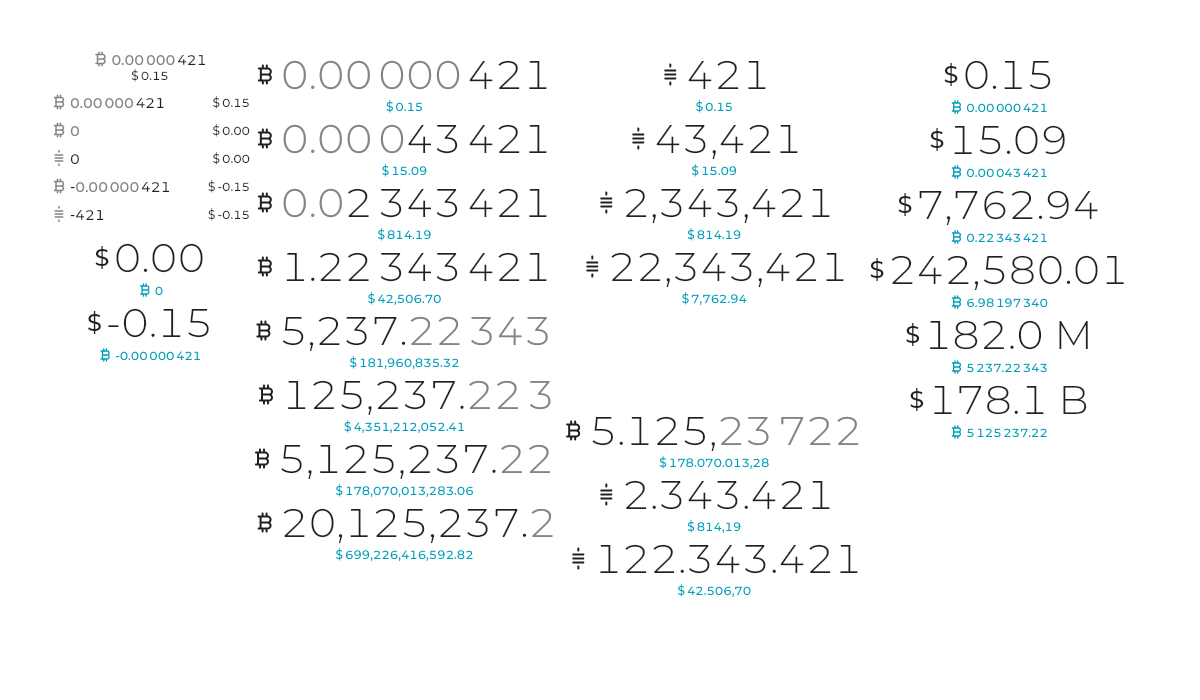 ₿ 0.00 000 421
$ 0.15
₿ 0.00 000 421 $ 0.15
₿ 0 $ 0.00
0 $ 0.00
₿ -0.00 000 421 $ -0.15
-421 $ -0.15
$ 0.00
₿ 0
$ -0.15
₿ -0.00 000 421
₿ 0.00 000 421
$ 0.15
₿ 0.00 043 421
$ 15.09
₿ 0.02 343 421
$ 814.19
₿ 1.22 343 421
$ 42,506.70
₿ 5,237.22 343
$ 181,960,835.32
₿ 125,237.22 3
$ 4,351,212,052.41
₿ 5,125,237.22
$ 178,070,013,283.06
₿ 20,125,237.2
$ 699,226,416,592.82
421
$ 0.15
43,421
$ 15.09
2,343,421
$ 814.19
22,343,421
$ 7,762.94
₿ 5.125,23 722
$ 178.070.013,28
2.343.421
$ 814,19
122.343.421
$ 42.506,70
$ 0.15
₿ 0.00 000 421
$ 15.09
₿ 0.00 043 421
$ 7,762.94
₿ 0.22 343 421
$ 242,580.01
₿ 6.98 197 340
$ 182.0 M
₿ 5 237.22 343
$ 178.1 B
₿ 5 125 237.22